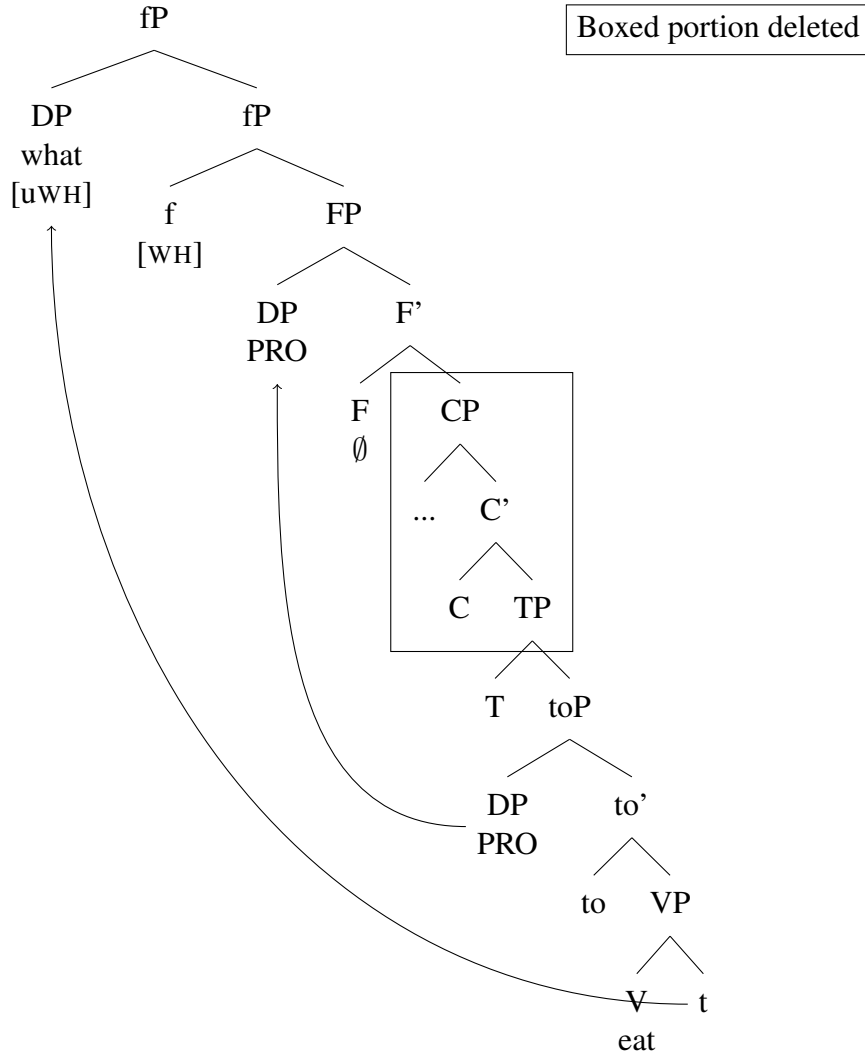 fP
Boxed portion deleted
DP
what
[uWH]
fP
f
[WH]
FP
DP
PRO
F’
F
∅
CP
...
C’
C
TP
T
toP
DP
PRO
to’
to
VP
V
eat
t